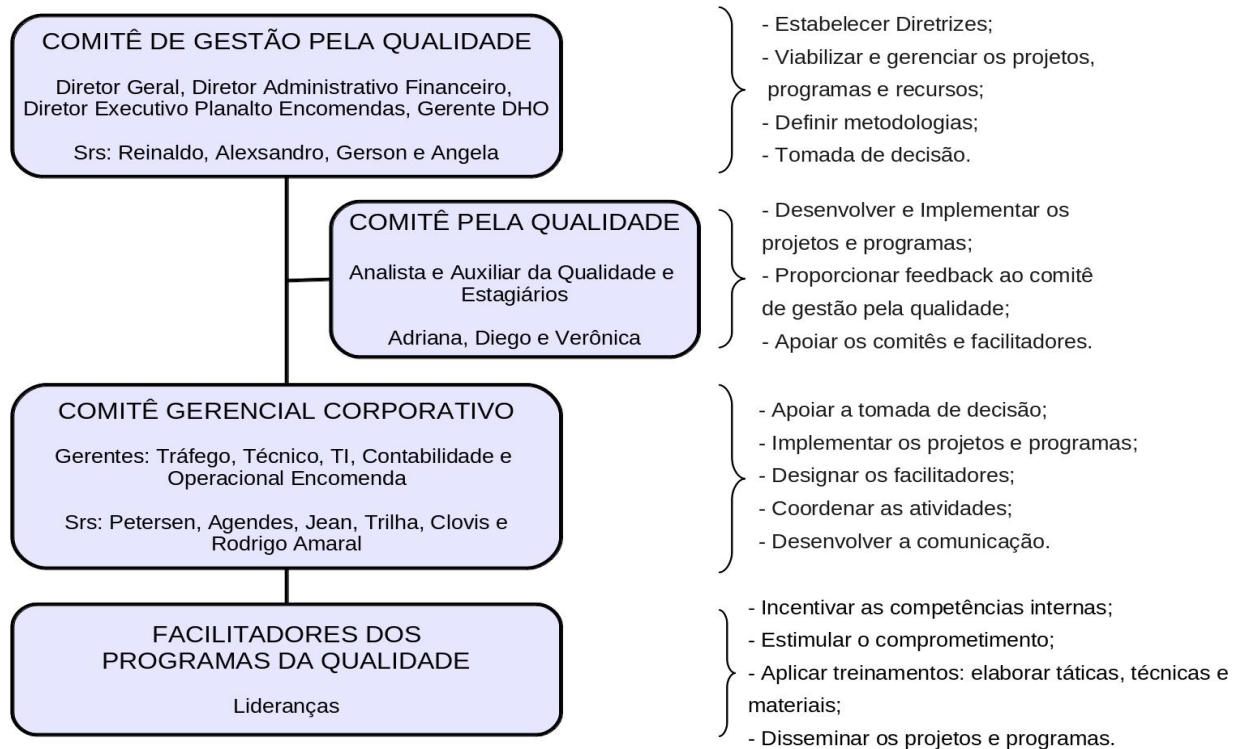 COMITÊ DE GESTÃO PELA QUALIDADE
Diretor Geral, Diretor Administrativo Financeiro,
Diretor Executivo Planalto Encomendas, Gerente DHO
Srs: Reinaldo, Alexsandro, Gerson e Angela
- Estabelecer Diretrizes;
- Viabilizar e gerenciar os projetos,
programas e recursos;
- Definir metodologias;
- Tomada de decisão.
COMITÊ PELA QUALIDADE
Analista e Auxiliar da Qualidade e
Estagiários
Adriana, Diego e Verônica
- Desenvolver e Implementar os
projetos e programas;
- Proporcionar feedback ao comitê
de gestão pela qualidade;
- Apoiar os comitês e facilitadores.
COMITÊ GERENCIAL CORPORATIVO
Gerentes: Tráfego, Técnico, TI, Contabilidade e
Operacional Encomenda
Srs: Petersen, Agendes, Jean, Trilha, Clovis e
Rodrigo Amaral
- Apoiar a tomada de decisão;
- Implementar os projetos e programas;
- Designar os facilitadores;
- Coordenar as atividades;
- Desenvolver a comunicação.
FACILITADORES DOS
PROGRAMAS DA QUALIDADE
Lideranças
- Incentivar as competências internas;
- Estimular o comprometimento;
- Aplicar treinamentos: elaborar táticas, técnicas e
materiais;
- Disseminar os projetos e programas.